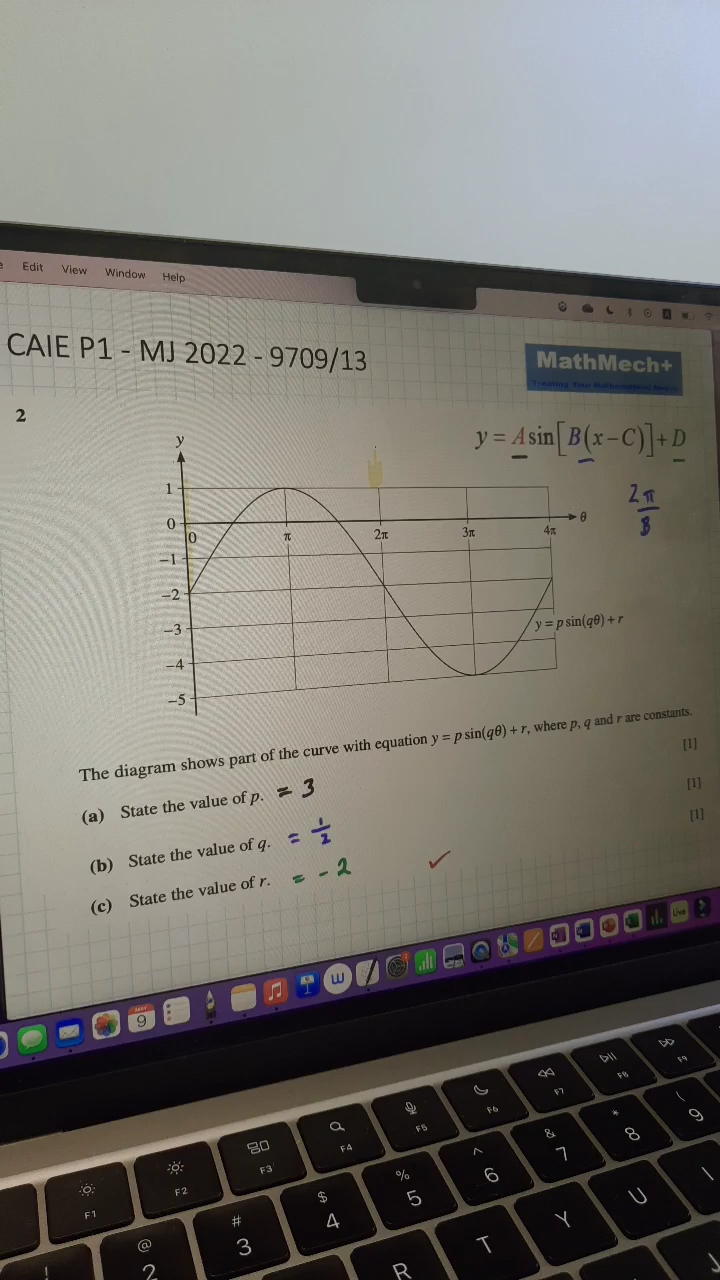 Edit View Window Help
CAIE P1 - MJ 2022 - 9709/13
MathMech+
2
y = A sin[B(x−C)]+D
2π
B
y
1
0
0
π
2π
3π
4π
θ
−1
−2
−3
−4
−5
y = p sin(qθ) + r
The diagram shows part of the curve with equation y = p sin(qθ) + r, where p, q and r are constants.
(a) State the value of p. = 3 [1]
(b) State the value of q. = 1/2 [1]
(c) State the value of r. = -2 [1]
MAY
9
W
Live
F1 F2 F3 F4 F5 F6 F7 F8 F9
! @ 2 # 3 $ 4 % 5 ^ 6 & 7 * 8 ( 9
R T Y U I
J